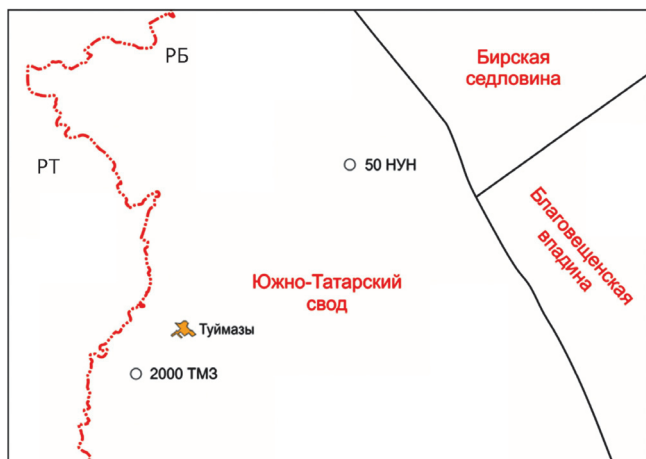 РБ
Бирская
седловина
РТ
50 НУН
Благовещенская
впадина
Южно-Татарский
свод
Туймазы
2000 ТМЗ